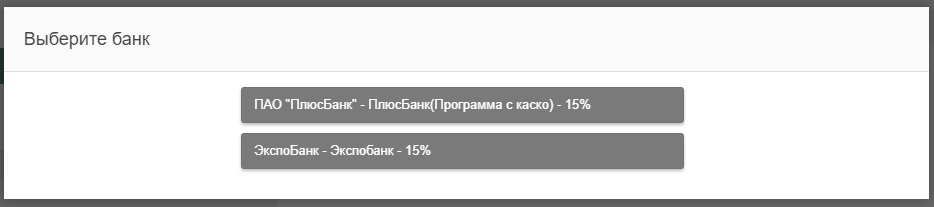 Выберите банк
ПАО "ПлюсБанк" - ПлюсБанк(Программа с каско) - 15%
ЭкспоБанк - Экспобанк - 15%